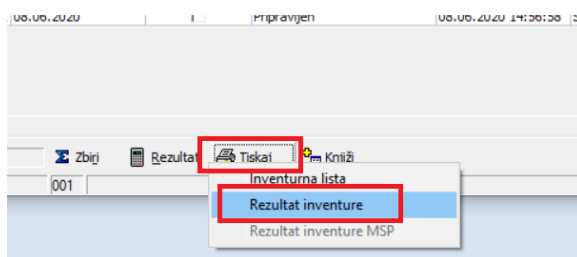 08.06.2020 Pripravljen 08.06.2020 14:56:58
Zbirj Rezultat Tiskaj Knjiži
001
Inventurna lista
Rezultat inventure
Rezultat inventure MSP